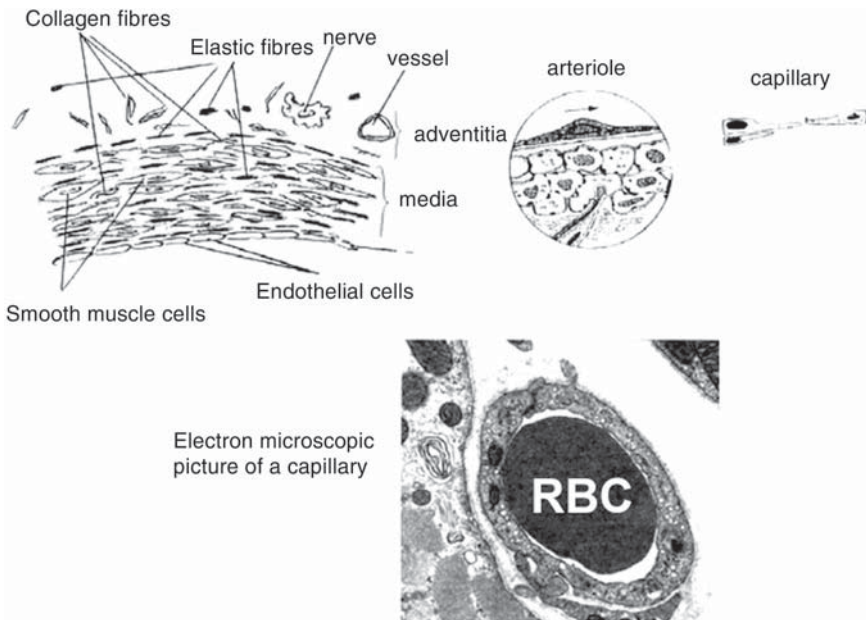 Collagen fibres
Elastic fibres
nerve
vessel
arteriole
capillary
adventitia
media
Endothelial cells
Smooth muscle cells
Electron microscopic
picture of a capillary
RBC